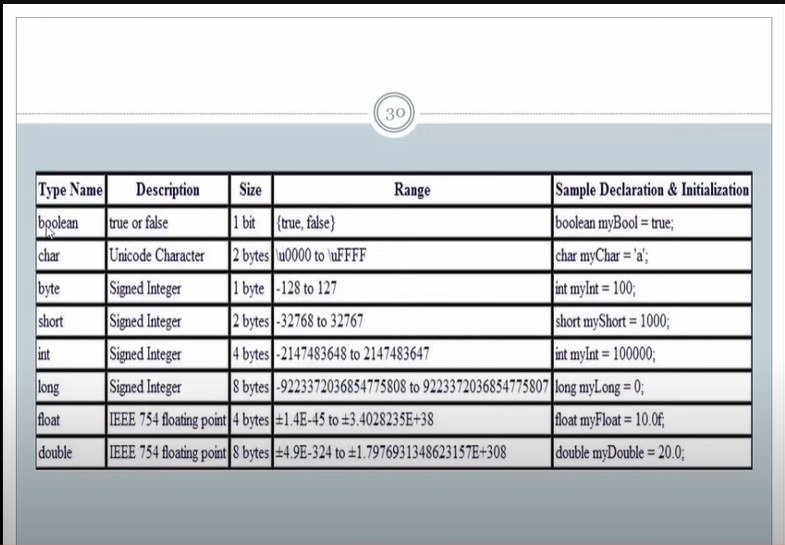 30
Type Name Description Size Range Sample Declaration & Initialization
boolean true or false 1 bit {true, false} boolean myBool = true;
char Unicode Character 2 bytes \u0000 to \uFFFF char myChar = 'a';
byte Signed Integer 1 byte -128 to 127 int myInt = 100;
short Signed Integer 2 bytes -32768 to 32767 short myShort = 1000;
int Signed Integer 4 bytes -2147483648 to 2147483647 int myInt = 100000;
long Signed Integer 8 bytes -9223372036854775808 to 9223372036854775807 long myLong = 0;
float IEEE 754 floating point 4 bytes ±1.4E-45 to ±3.4028235E+38 float myFloat = 10.0f;
double IEEE 754 floating point 8 bytes ±4.9E-324 to ±1.7976931348623157E+308 double myDouble = 20.0;